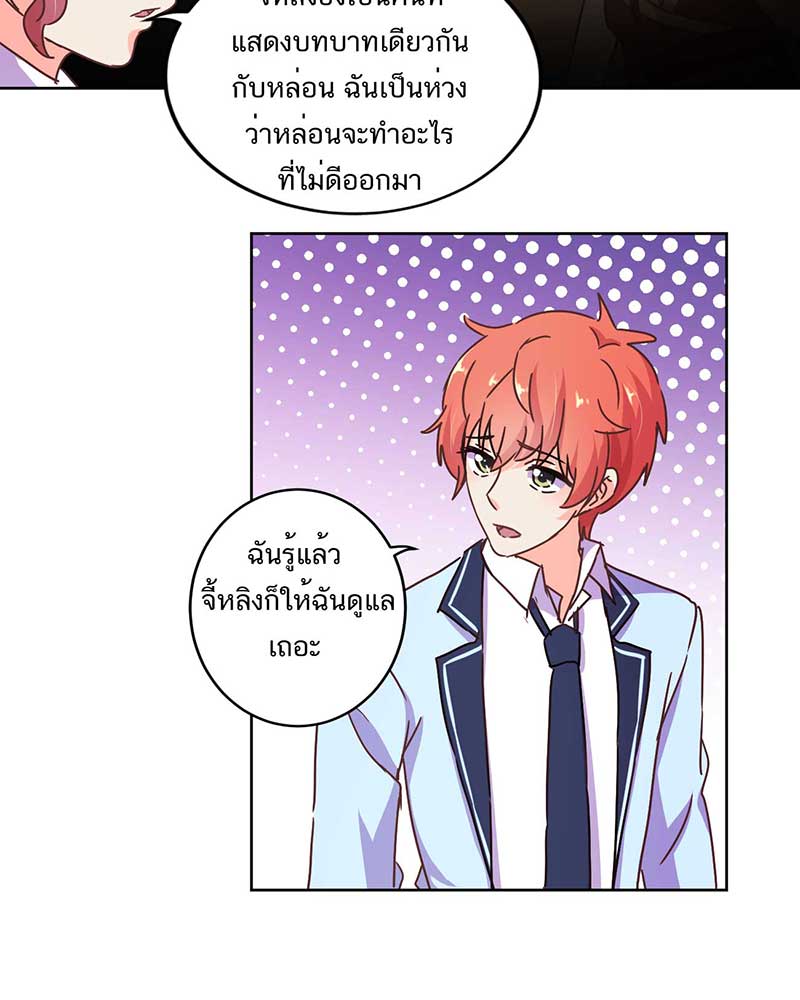 แสดงบทบาทเดียวกัน
กับหล่อน ฉันเป็นห่วง
ว่าหล่อนจะทำอะไร
ที่ไม่ดีออกมา
ฉันรู้แล้ว
จี้หลิงก็ให้ฉันดูแล
เถอะ